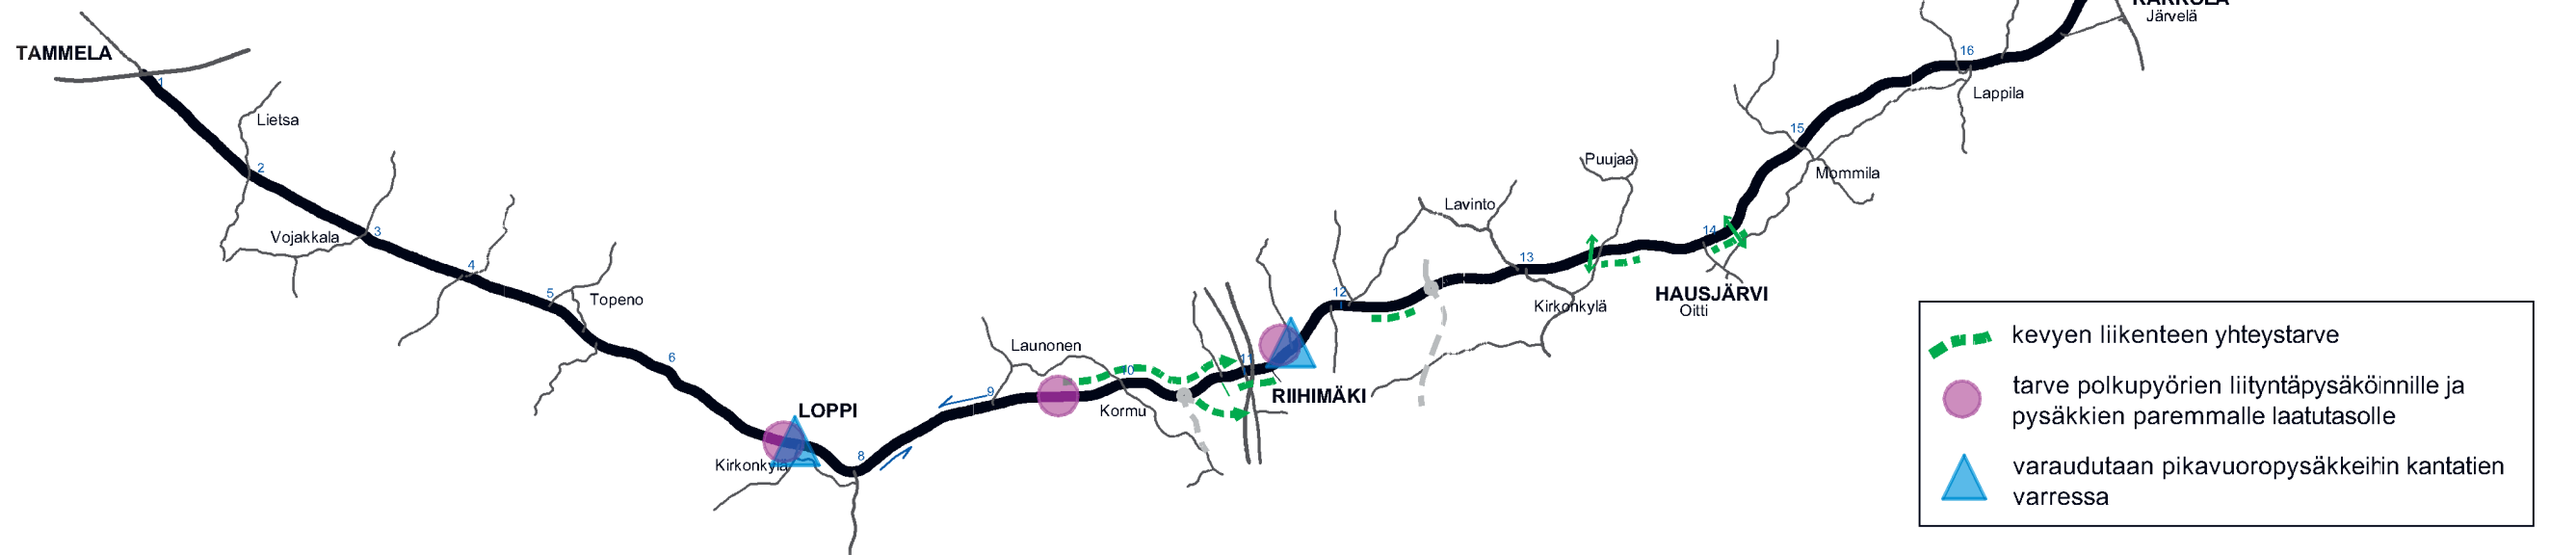 KÄRKÖLÄ
Järvelä
TAMMELA
1
Lietsa
2
Vojakkala
3
4
5
Topeno
6
LOPPI
Kirkonkylä
8
9
Launonen
10
Kormu
11
RIIHIMÄKI
12
Lavinto
13
Puujaa
Kirkonkylä
14
HAUSJÄRVI
Oitti
15
Mommila
16
Lappila
kevyen liikenteen yhteystarve
tarve polkupyörien liityntäpysäköinnille ja
pysäkkien paremmalle laatutasolle
varaudutaan pikavuoropysäkkeihin kantatien
varressa